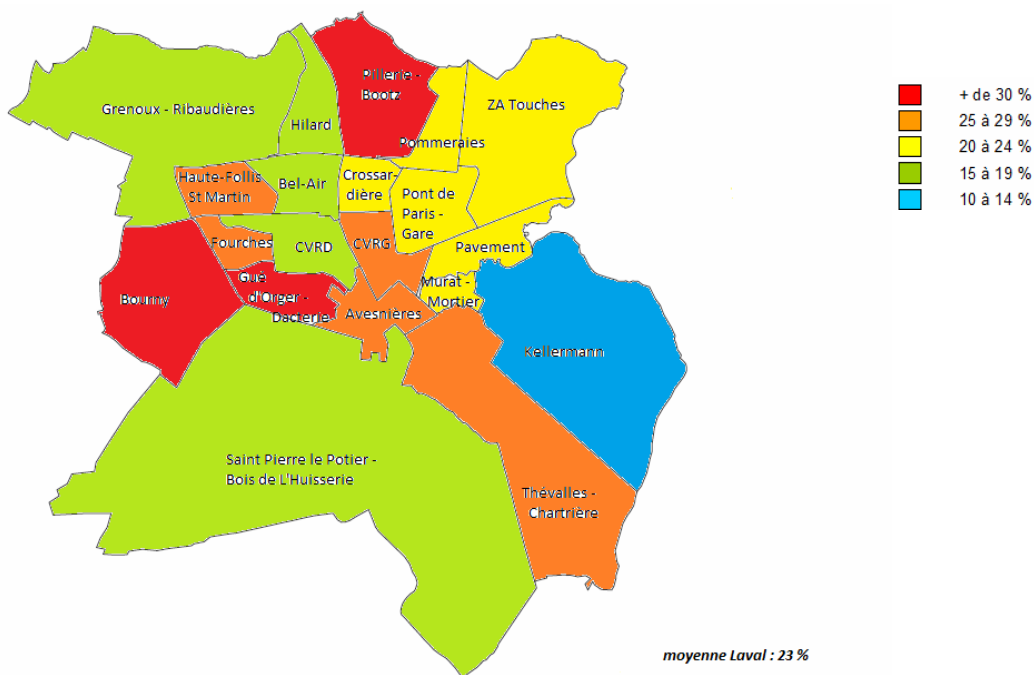 Pillerie -
Bootz
Grenoux - Ribaudières
ZA Touches
Hilard
Pommeraies
Haute-Follis
St Martin
Bel-Air
Crossar-
dière
Pont de
Paris -
Gare
Fourches
CVRD
CVRG
Pavement
Bourny
Gué
d'Orger -
Dacterie
Avesnières
Murat -
Mortier
Kellermann
Saint Pierre le Potier -
Bois de L'Huisserie
Thévalles -
Chartrière
+ de 30 %
25 à 29 %
20 à 24 %
15 à 19 %
10 à 14 %
moyenne Laval : 23 %